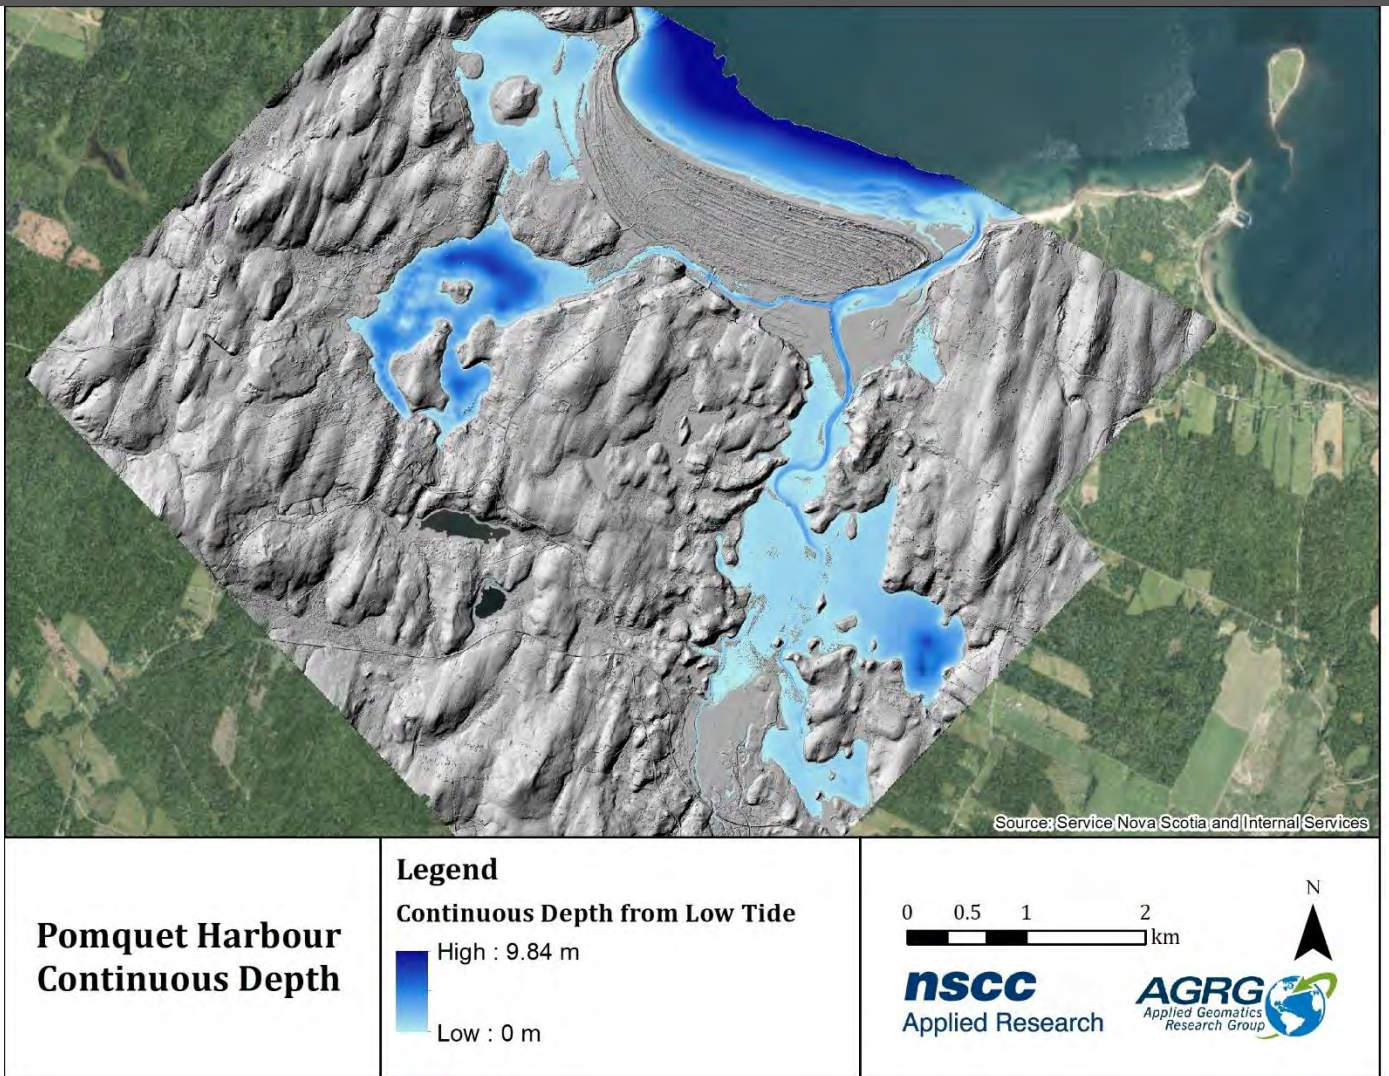 Source: Service Nova Scotia and Internal Services
Pomquet Harbour
Continuous Depth
Legend
Continuous Depth from Low Tide
High : 9.84 m
Low : 0 m
0 0.5 1 2
km
N
nscc
Applied Research
AGRG
Applied Geomatics
Research Group